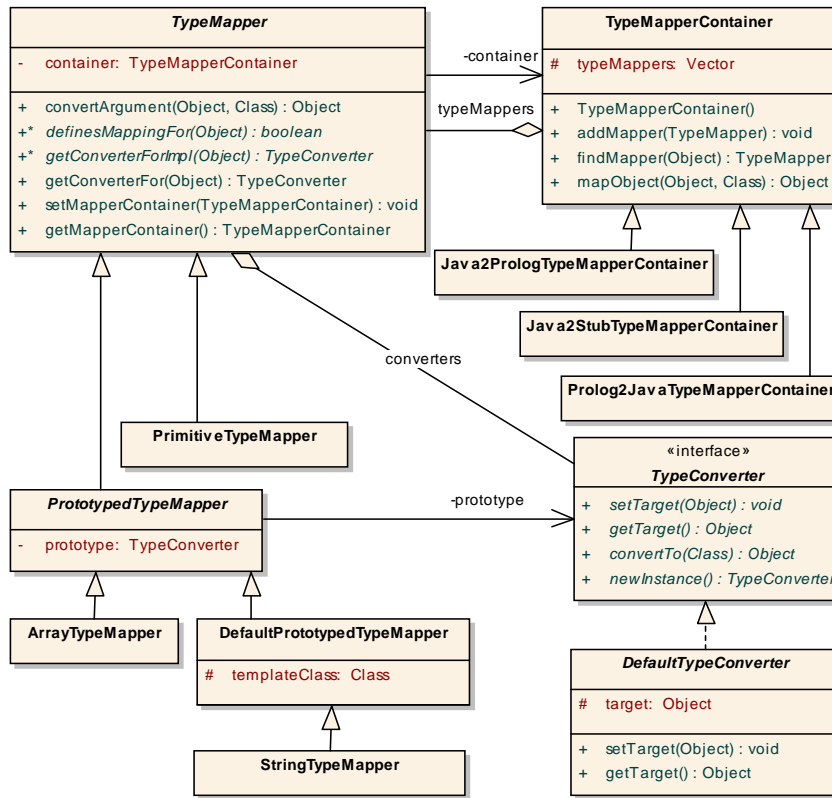 TypeMapper
- container: TypeMapperContainer
+ convertArgument(Object, Class) : Object
+* definesMappingFor(Object) : boolean
+* getConverterForImpl(Object) : TypeConverter
+ getConverterFor(Object) : TypeConverter
+ setMapperContainer(TypeMapperContainer) : void
+ getMapperContainer() : TypeMapperContainer
-container
typeMappers
TypeMapperContainer
# typeMappers: Vector
+ TypeMapperContainer()
+ addMapper(TypeMapper) : void
+ findMapper(Object) : TypeMapper
+ mapObject(Object, Class) : Object
Java2PrologTypeMapperContainer
Java2StubTypeMapperContainer
Prolog2JavaTypeMapperContainer
converters
PrimitiveTypeMapper
PrototypedTypeMapper
- prototype: TypeConverter
-prototype
«interface»
TypeConverter
+ setTarget(Object) : void
+ getTarget() : Object
+ convertTo(Class) : Object
+ newInstance() : TypeConverter
ArrayTypeMapper
DefaultPrototypedTypeMapper
# templateClass: Class
StringTypeMapper
DefaultTypeConverter
# target: Object
+ setTarget(Object) : void
+ getTarget() : Object